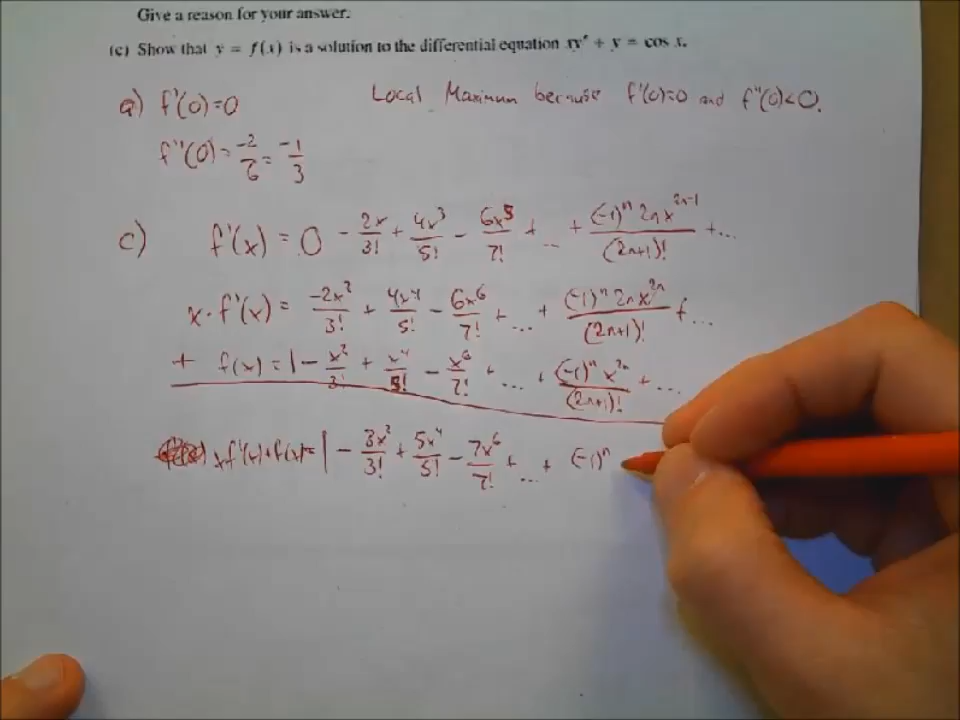 Give a reason for your answer.
(c) Show that y = f(x) is a solution to the differential equation xy' + y = cos x.
a) f'(0)=0 Local Maximum because f'(0)=0 and f''(0)<0.
f''(0) = -2/6 = -1/3
c) f'(x) = 0 - 2x/3! + 4x³/5! - 6x⁵/7! + ... + (-1)ⁿ 2n x²ⁿ⁻¹/(2n+1)! + ...
x · f'(x) = -2x²/3! + 4x⁴/5! - 6x⁶/7! + ... + (-1)ⁿ 2n x²ⁿ/(2n+1)! + ...
+ f(x) = 1 - x²/3! + x⁴/5! - x⁶/7! + ... + (-1)ⁿ x²ⁿ/(2n+1)! + ...
xf'(x)+f(x)= 1 - 3x²/3! + 5x⁴/5! - 7x⁶/7! + ... + (-1)ⁿ